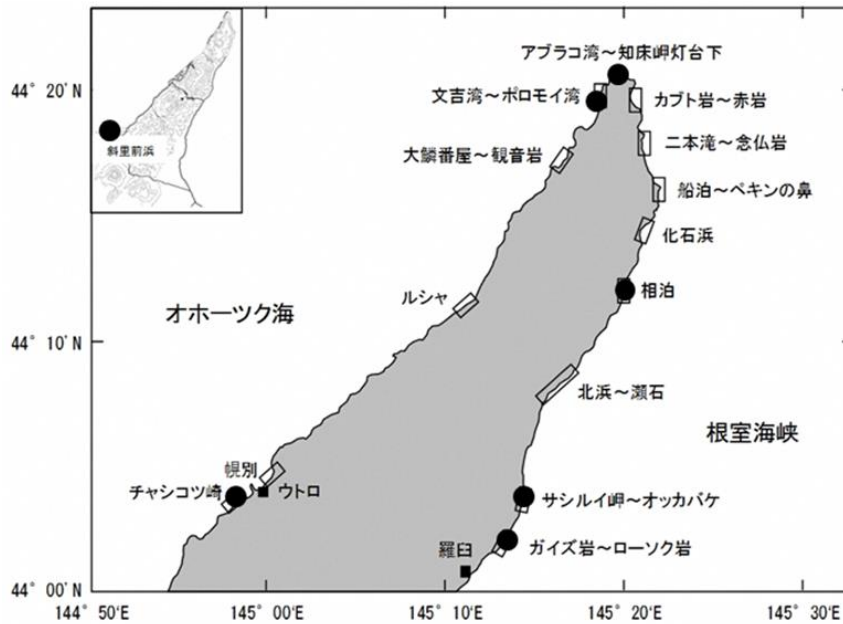 アブラコ湾～知床岬灯台下
44° 20′N
文吉湾～ポロモイ湾
カブト岩～赤岩
斜里前浜
二本滝～念仏岩
大鱗番屋～観音岩
船泊～ペキンの鼻
化石浜
ルシャ
相泊
オホーツク海
44° 10′N
北浜～瀬石
根室海峡
幌別
チャシコツ崎
ウトロ
サシルイ岬～オッカバケ
羅臼
ガイズ岩～ローソク岩
44° 00′N
144° 50′E
145° 00′E
145° 10′E
145° 20′E
145° 30′E